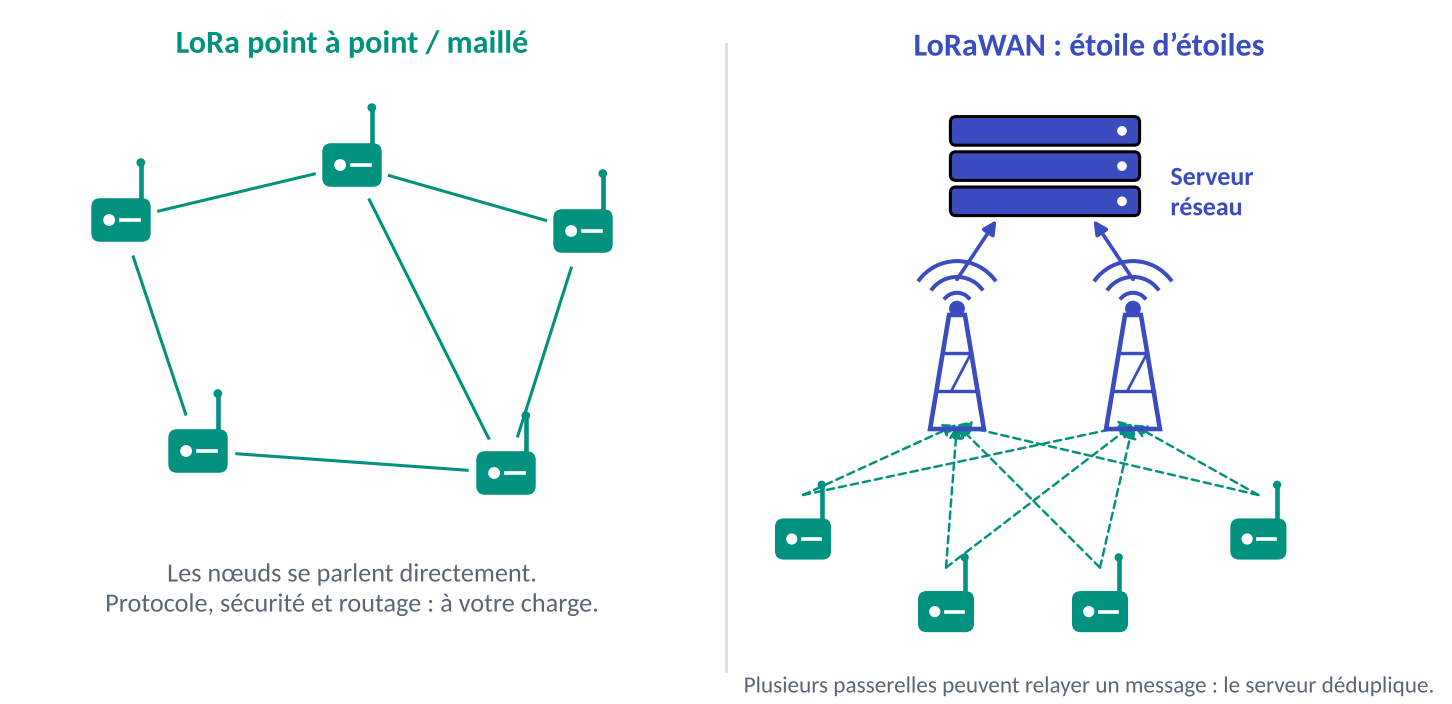 LoRa point à point / maillé
Les nœuds se parlent directement.
Protocole, sécurité et routage : à votre charge.
LoRaWAN : étoile d’étoiles
Serveur
réseau
Plusieurs passerelles peuvent relayer un message : le serveur déduplique.